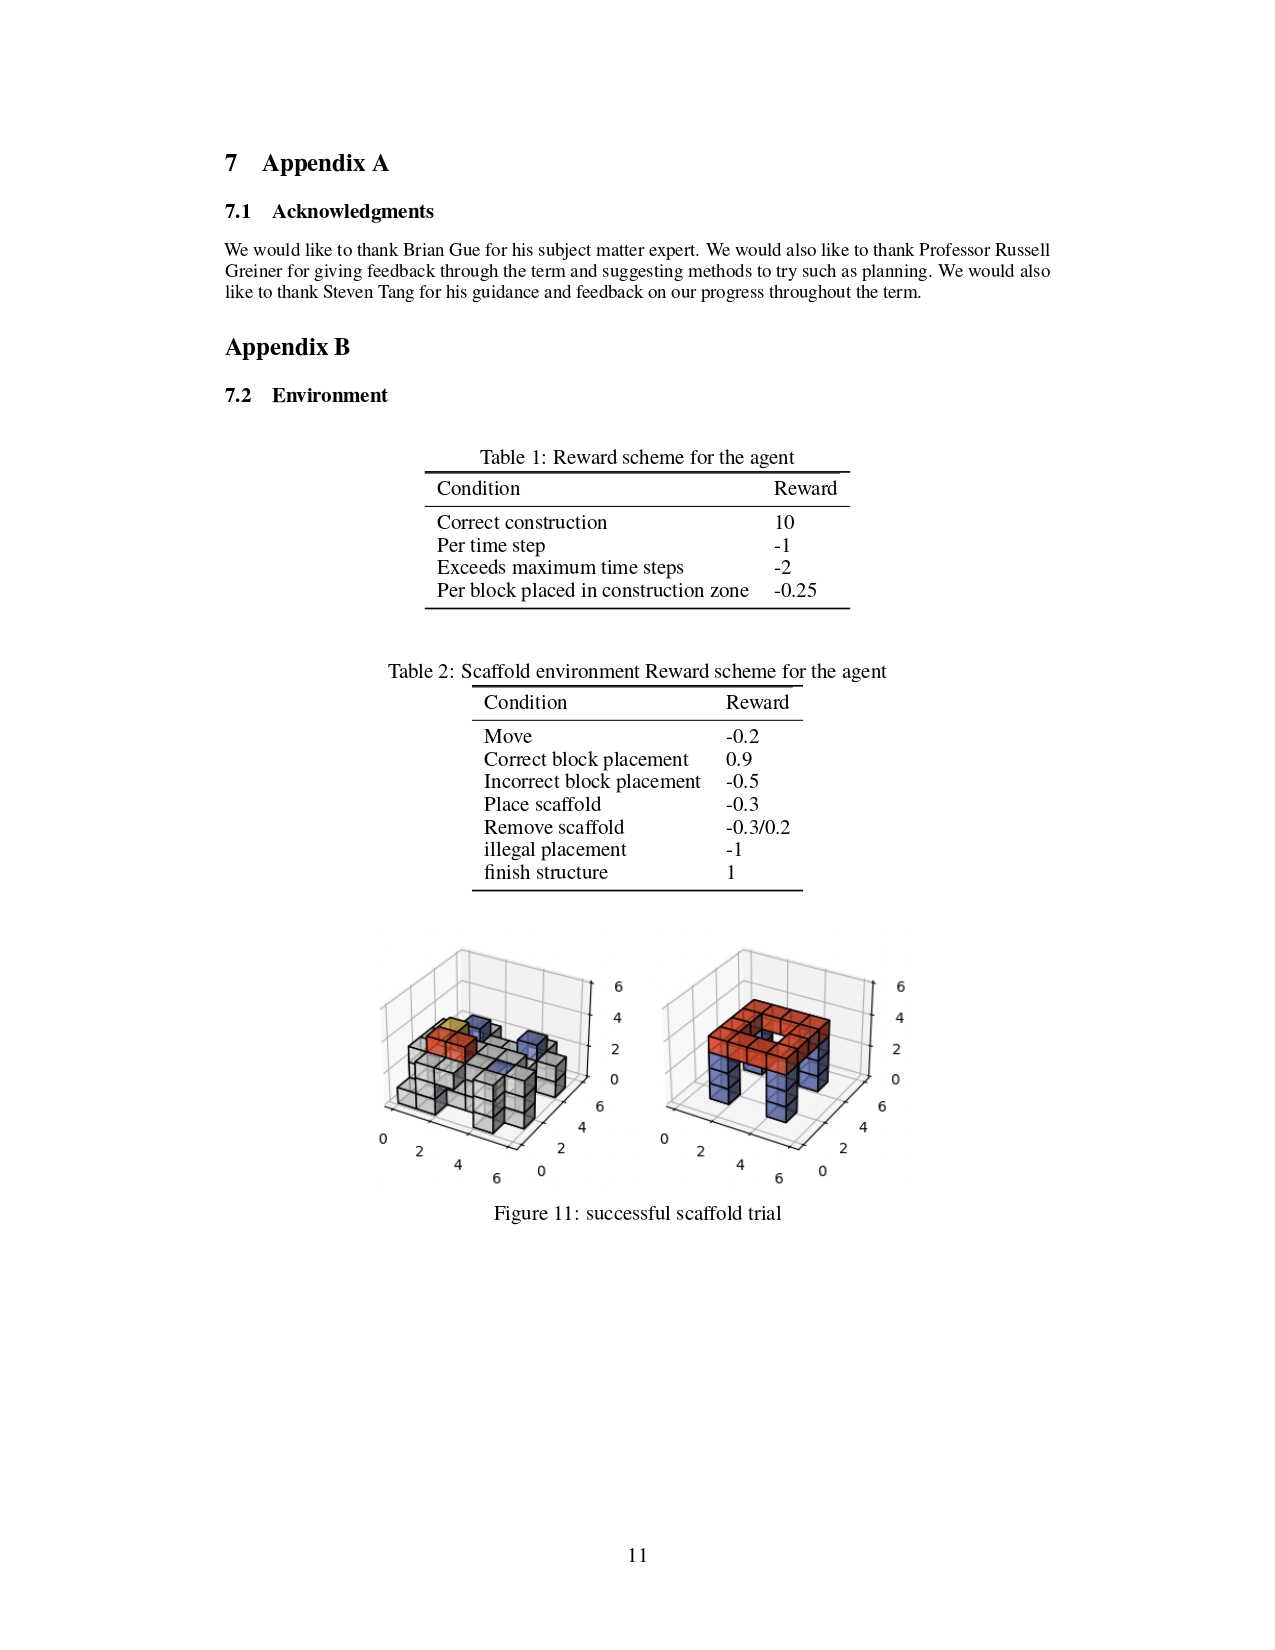 7 Appendix A
7.1 Acknowledgments
We would like to thank Brian Gue for his subject matter expert. We would also like to thank Professor Russell
Greiner for giving feedback through the term and suggesting methods to try such as planning. We would also
like to thank Steven Tang for his guidance and feedback on our progress throughout the term.
Appendix B
7.2 Environment
Table 1: Reward scheme for the agent
Condition Reward
Correct construction 10
Per time step -1
Exceeds maximum time steps -2
Per block placed in construction zone -0.25
Table 2: Scaffold environment Reward scheme for the agent
Condition Reward
Move -0.2
Correct block placement 0.9
Incorrect block placement -0.5
Place scaffold -0.3
Remove scaffold -0.3/0.2
illegal placement -1
finish structure 1
6
4
2
0
6
4
2
0
0
2
4
6
6
4
2
0
6
4
2
0
0
2
4
6
Figure 11: successful scaffold trial
11